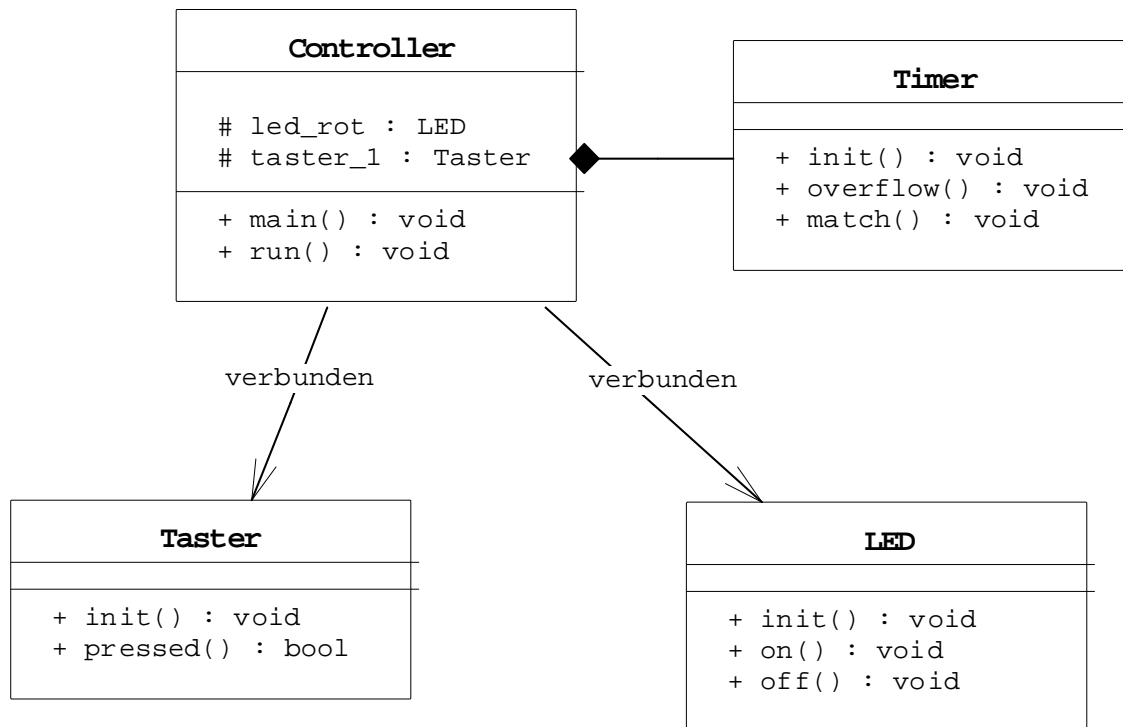 Controller
# led_rot : LED
# taster_1 : Taster
+ main() : void
+ run() : void
Timer
+ init() : void
+ overflow() : void
+ match() : void
verbunden
verbunden
Taster
+ init() : void
+ pressed() : bool
LED
+ init() : void
+ on() : void
+ off() : void